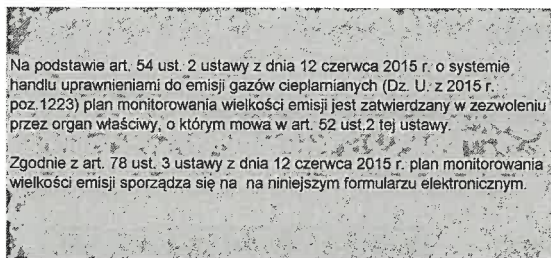 Na podstawie art. 54 ust. 2 ustawy z dnia 12 czerwca 2015 r. o systemie
handlu uprawnieniami do emisji gazów cieplarnianych (Dz. U. z 2015 r.
poz.1223) plan monitorowania wielkości emisji jest zatwierdzany w zezwoleniu
przez organ właściwy, o którym mowa w art. 52 ust.2 tej ustawy.
Zgodnie z art. 78 ust. 3 ustawy z dnia 12 czerwca 2015 r. plan monitorowania
wielkości emisji sporządza się na na niniejszym formularzu elektronicznym.